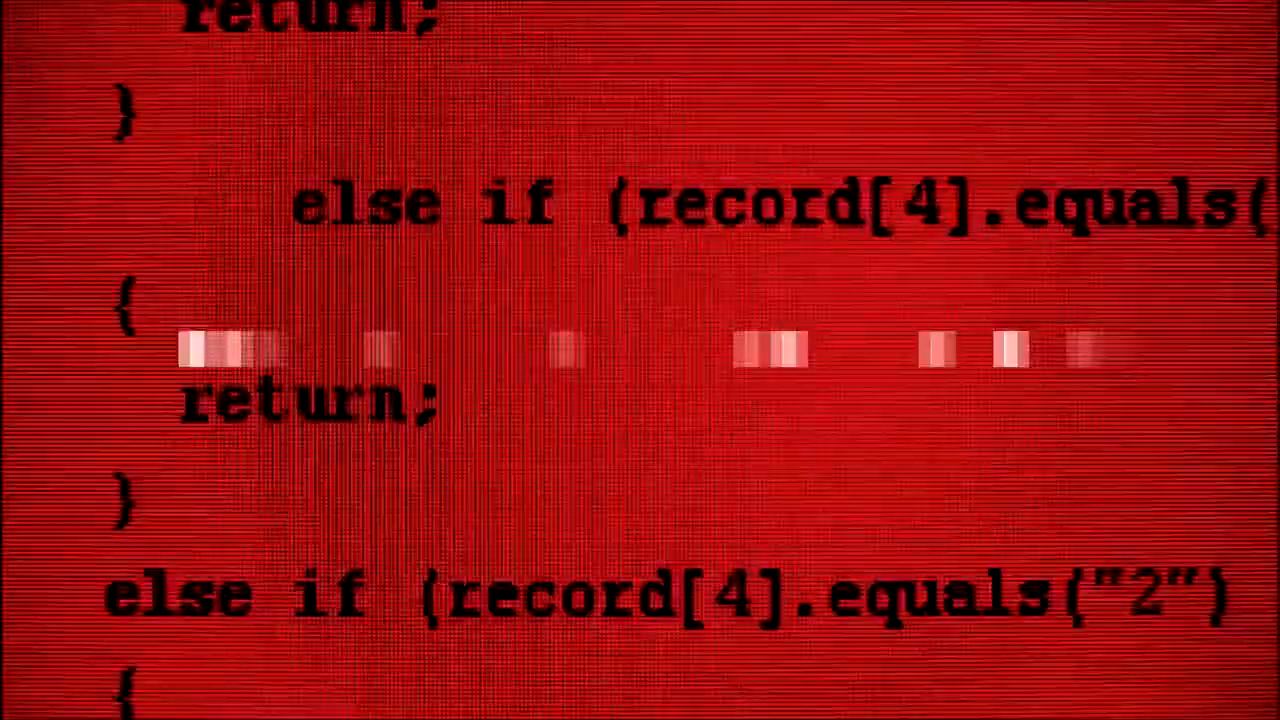 return;
}
else if (record[4].equals(
{
return;
}
else if (record[4].equals("2")
{